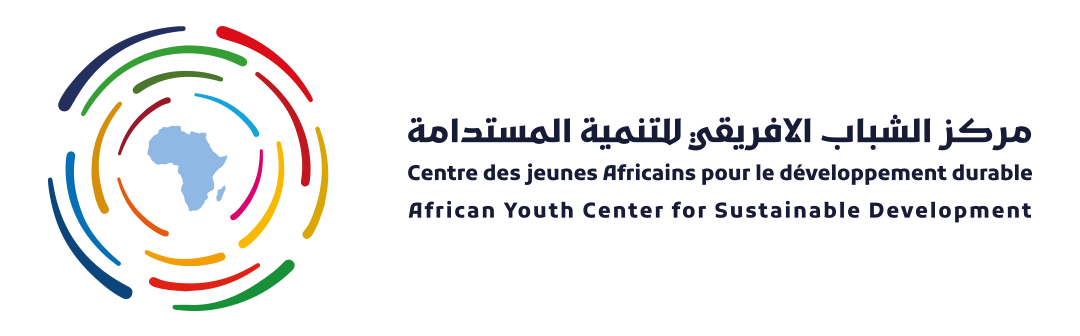 مركز الشباب الافريقي للتنمية المستدامة
Centre des jeunes Africains pour le développement durable
African Youth Center for Sustainable Development